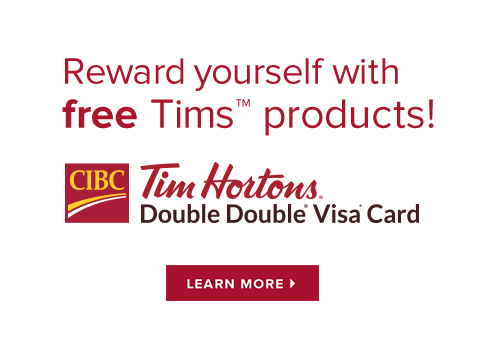 Reward yourself with
free Tims™ products!
CIBC
Tim Hortons®
Double Double® Visa* Card
LEARN MORE